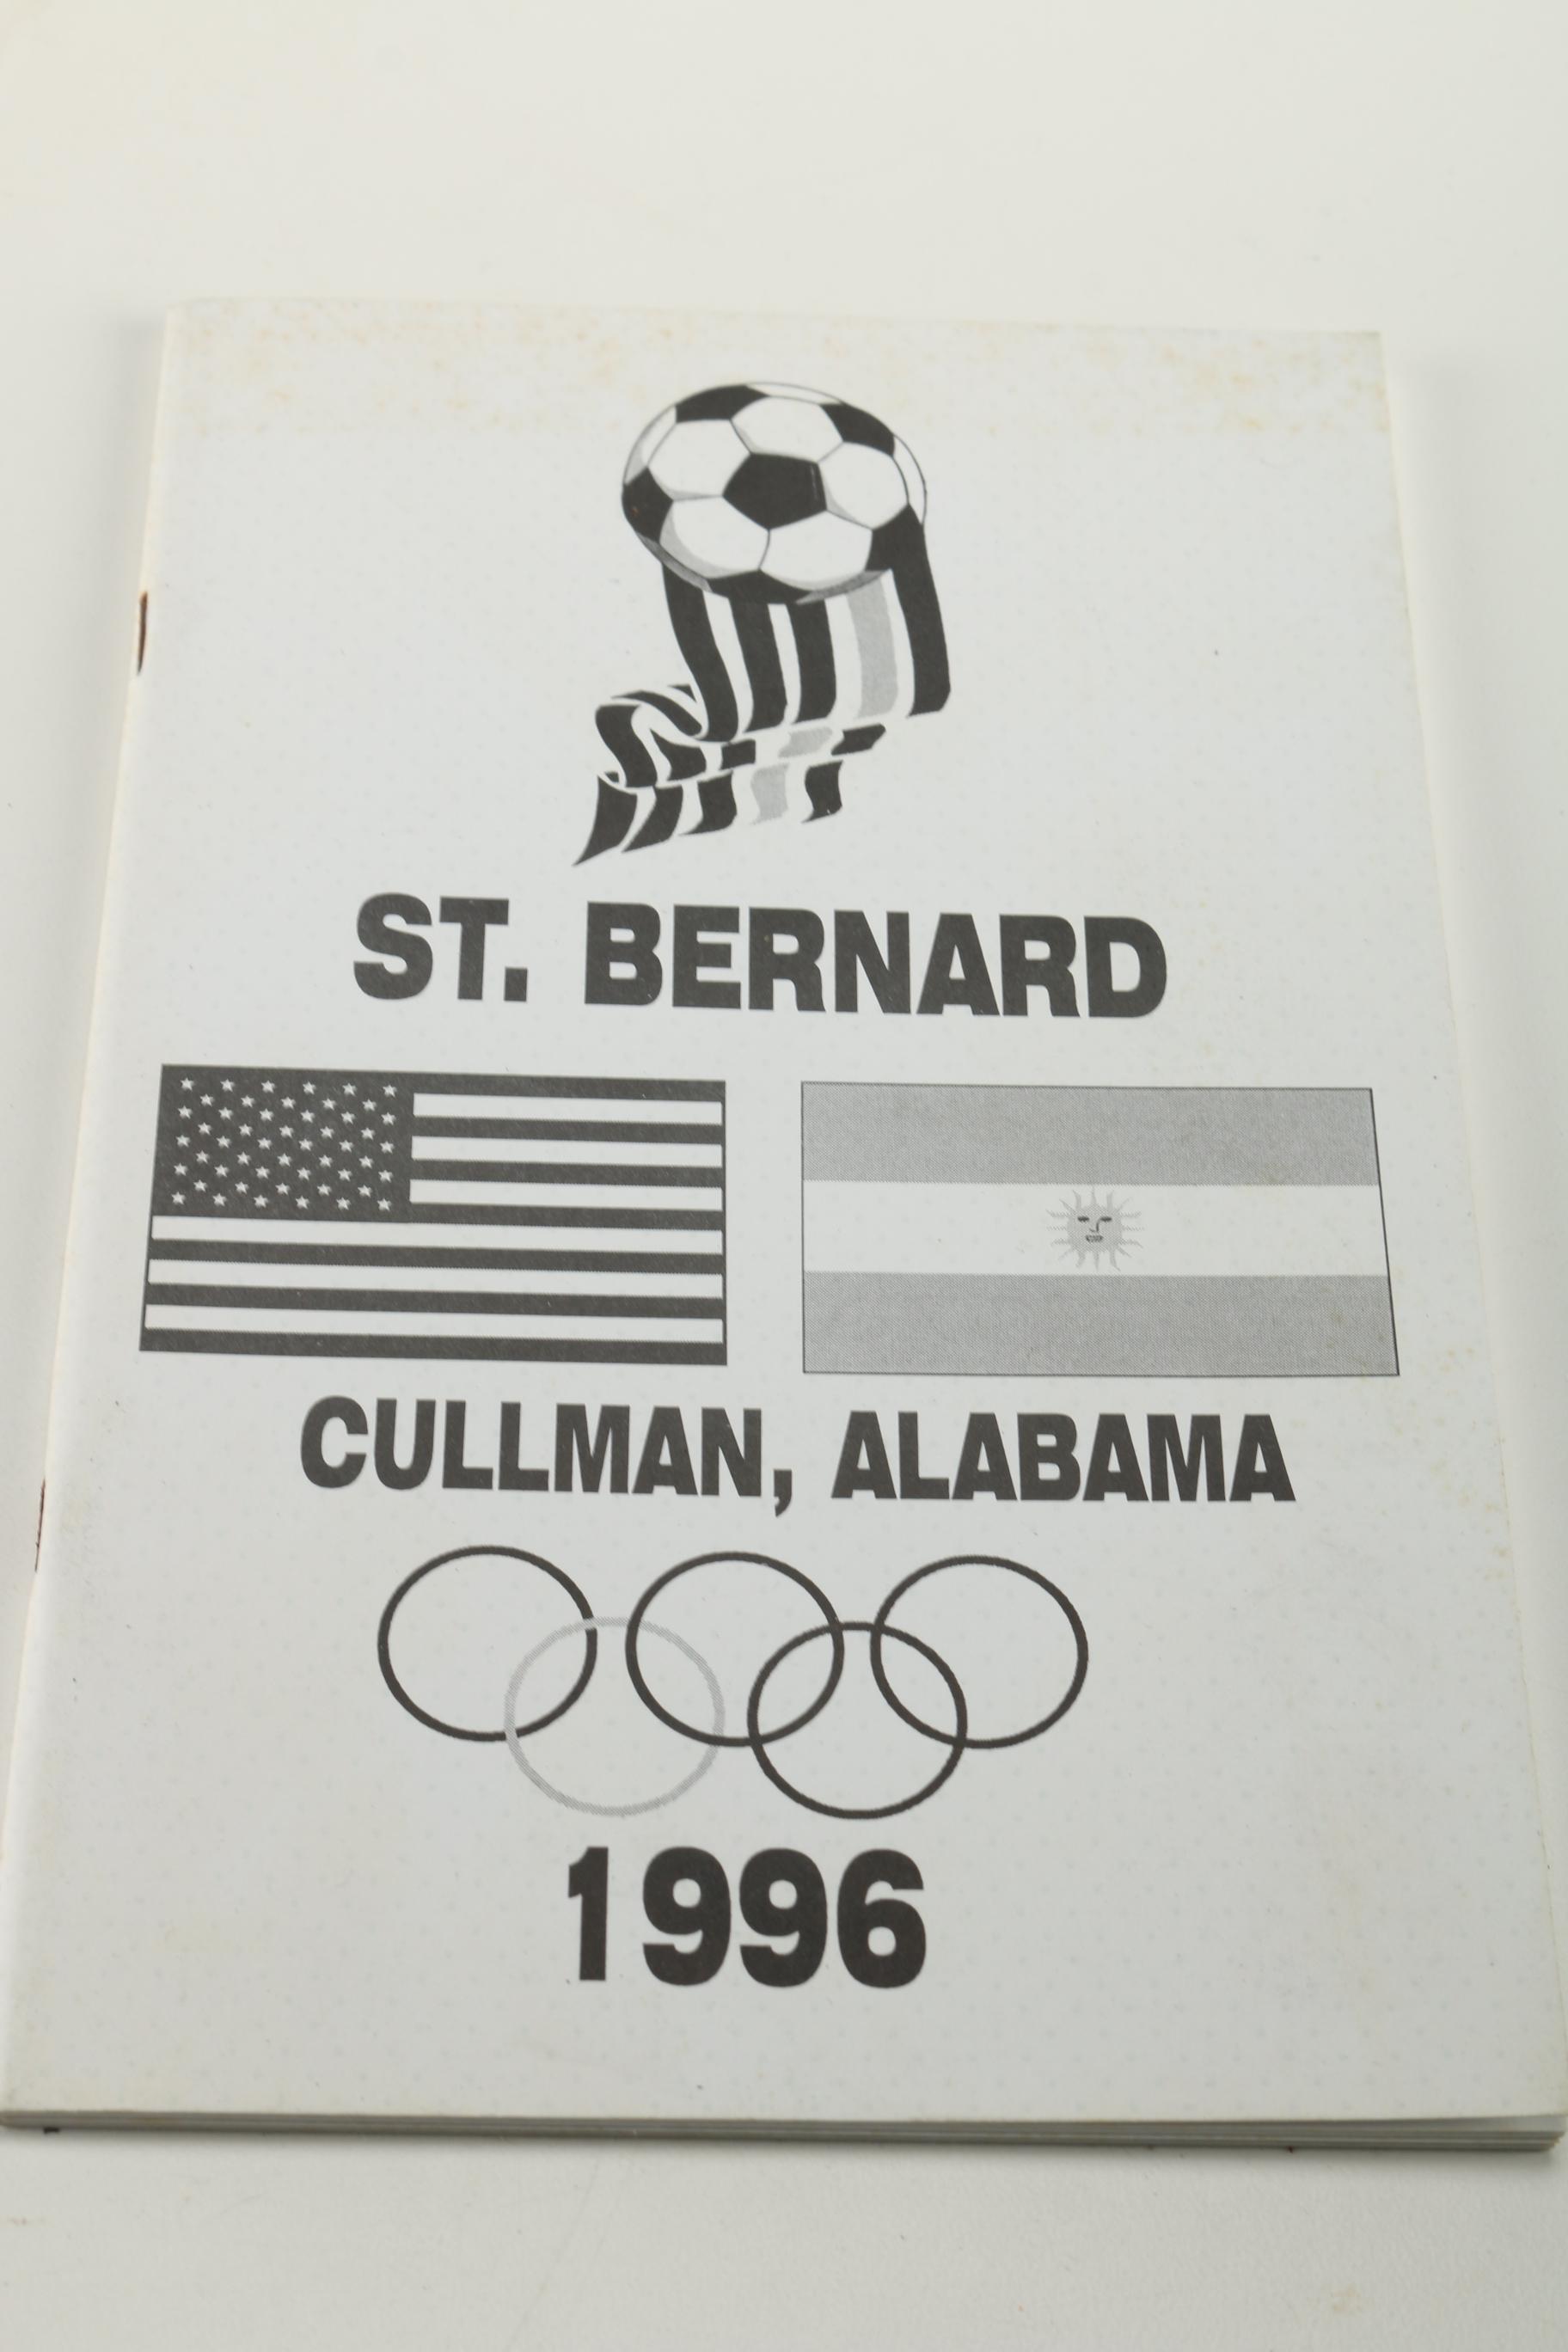 ST. BERNARD
CULLMAN, ALABAMA
1996